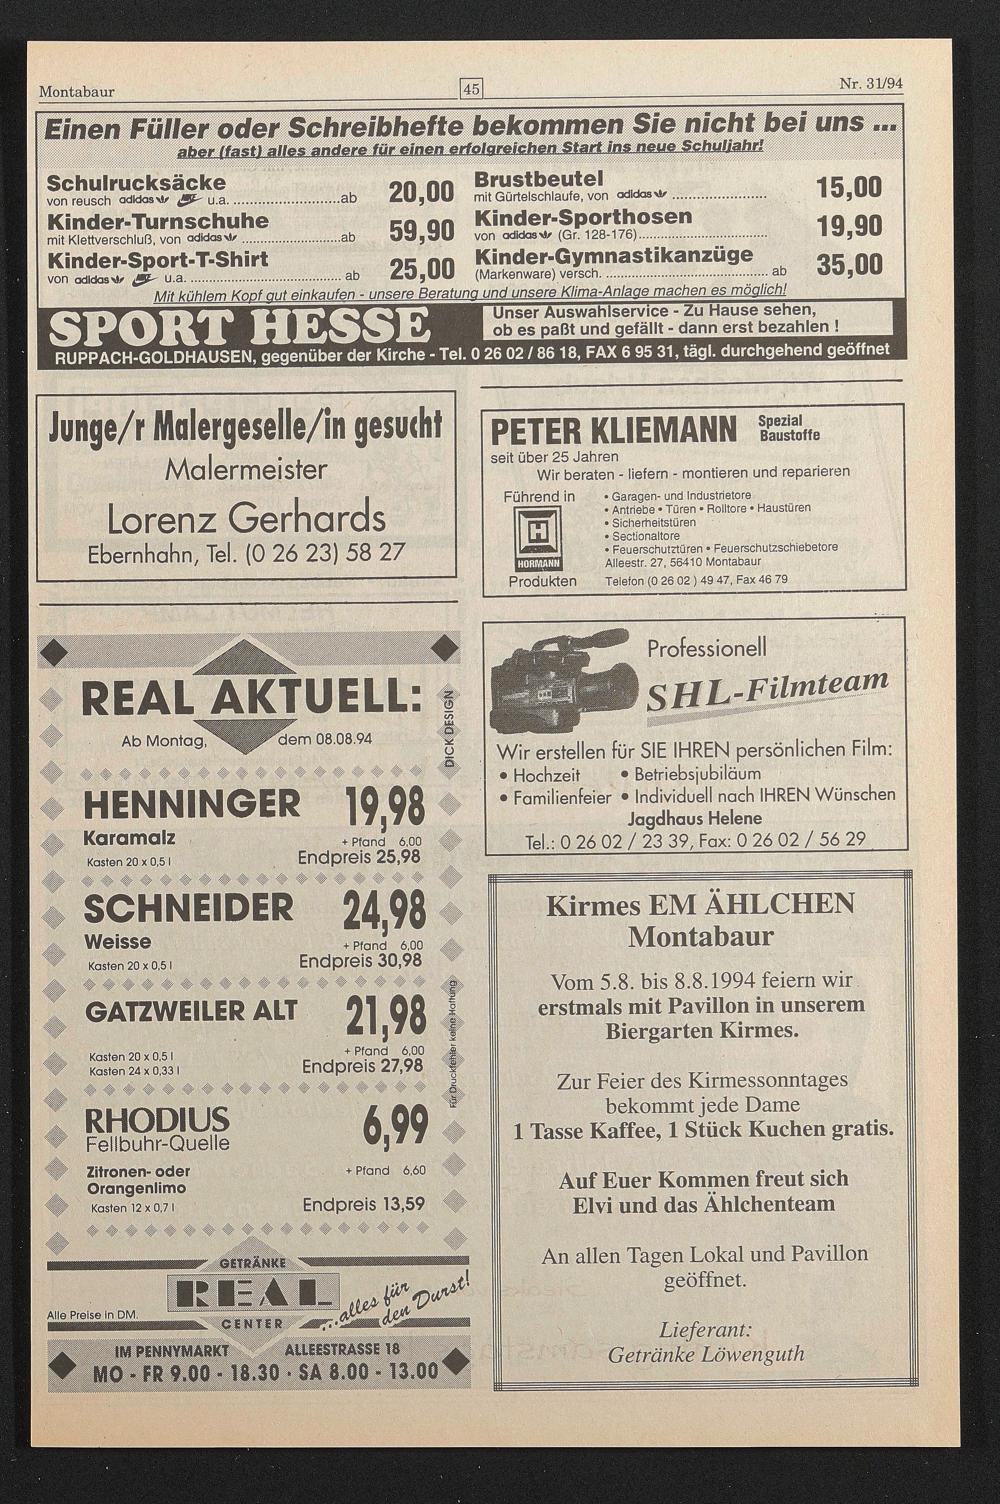 Montabaur
45
Nr. 31/94
Einen Füller oder Schreibhefte bekommen Sie nicht bei uns ...
aber (fast) alles andere für einen erfolgreichen Start ins neue Schuljahr!
Schulrucksäcke
von reusch adidas u.a. ........................ab 20,00
Kinder-Turnschuhe
mit Klettverschluß, von adidas ......................ab 59,90
Kinder-Sport-T-Shirt
von adidas u.a. .................................. ab 25,00
Brustbeutel
mit Gürtelschlaufe, von adidas ..................... 15,00
Kinder-Sporthosen
von adidas (Gr. 128-176)............................. 19,90
Kinder-Gymnastikanzüge
(Markenware) versch. .................................... ab 35,00
Mit kühlem Kopf gut einkaufen - unsere Beratung und unsere Klima-Anlage machen es möglich!
SPORT HESSE
Unser Auswahlservice - Zu Hause sehen,
ob es paßt und gefällt - dann erst bezahlen !
RUPPACH-GOLDHAUSEN, gegenüber der Kirche - Tel. 0 26 02 / 86 18, FAX 6 95 31, tägl. durchgehend geöffnet
Junge/r Malergeselle/in gesucht
Malermeister
Lorenz Gerhards
Ebernhahn, Tel. (0 26 23) 58 27
PETER KLIEMANN Spezial
Baustoffe
seit über 25 Jahren
Wir beraten - liefern - montieren und reparieren
Führend in
H
HÖRMANN
Produkten
• Garagen- und Industrietore
• Antriebe • Türen • Rolltore • Haustüren
• Sicherheitstüren
• Sectionaltore
• Feuerschutztüren • Feuerschutzschiebetore
Alleestr. 27, 56410 Montabaur
Telefon (0 26 02 ) 49 47, Fax 46 79
REAL AKTUELL:
Ab Montag, dem 08.08.94
DICK DESIGN
HENNINGER 19,98
Karamalz + Pfand 6,00
Kasten 20 x 0,5 l Endpreis 25,98
SCHNEIDER 24,98
Weisse + Pfand 6,00
Kasten 20 x 0,5 l Endpreis 30,98
GATZWEILER ALT 21,98
Kasten 20 x 0,5 l + Pfand 6,00
Kasten 24 x 0,33 l Endpreis 27,98
Für Druckfehler keine Haftung
RHODIUS 6,99
Fellbuhr-Quelle
Zitronen- oder + Pfand 6,60
Orangenlimo
Kasten 12 x 0,7 l Endpreis 13,59
GETRÄNKE
REAL
CENTER
...alles für
den Durst!
Alle Preise in DM.
IM PENNYMARKT ALLEESTRASSE 18
MO - FR 9.00 - 18.30 · SA 8.00 - 13.00
Professionell
SHL-Filmteam
Wir erstellen für SIE IHREN persönlichen Film:
• Hochzeit • Betriebsjubiläum
• Familienfeier • Individuell nach IHREN Wünschen
Jagdhaus Helene
Tel.: 0 26 02 / 23 39, Fax: 0 26 02 / 56 29
Kirmes EM ÄHLCHEN
Montabaur
Vom 5.8. bis 8.8.1994 feiern wir
erstmals mit Pavillon in unserem
Biergarten Kirmes.
Zur Feier des Kirmessonntages
bekommt jede Dame
1 Tasse Kaffee, 1 Stück Kuchen gratis.
Auf Euer Kommen freut sich
Elvi und das Ählchenteam
An allen Tagen Lokal und Pavillon
geöffnet.
Lieferant:
Getränke Löwenguth